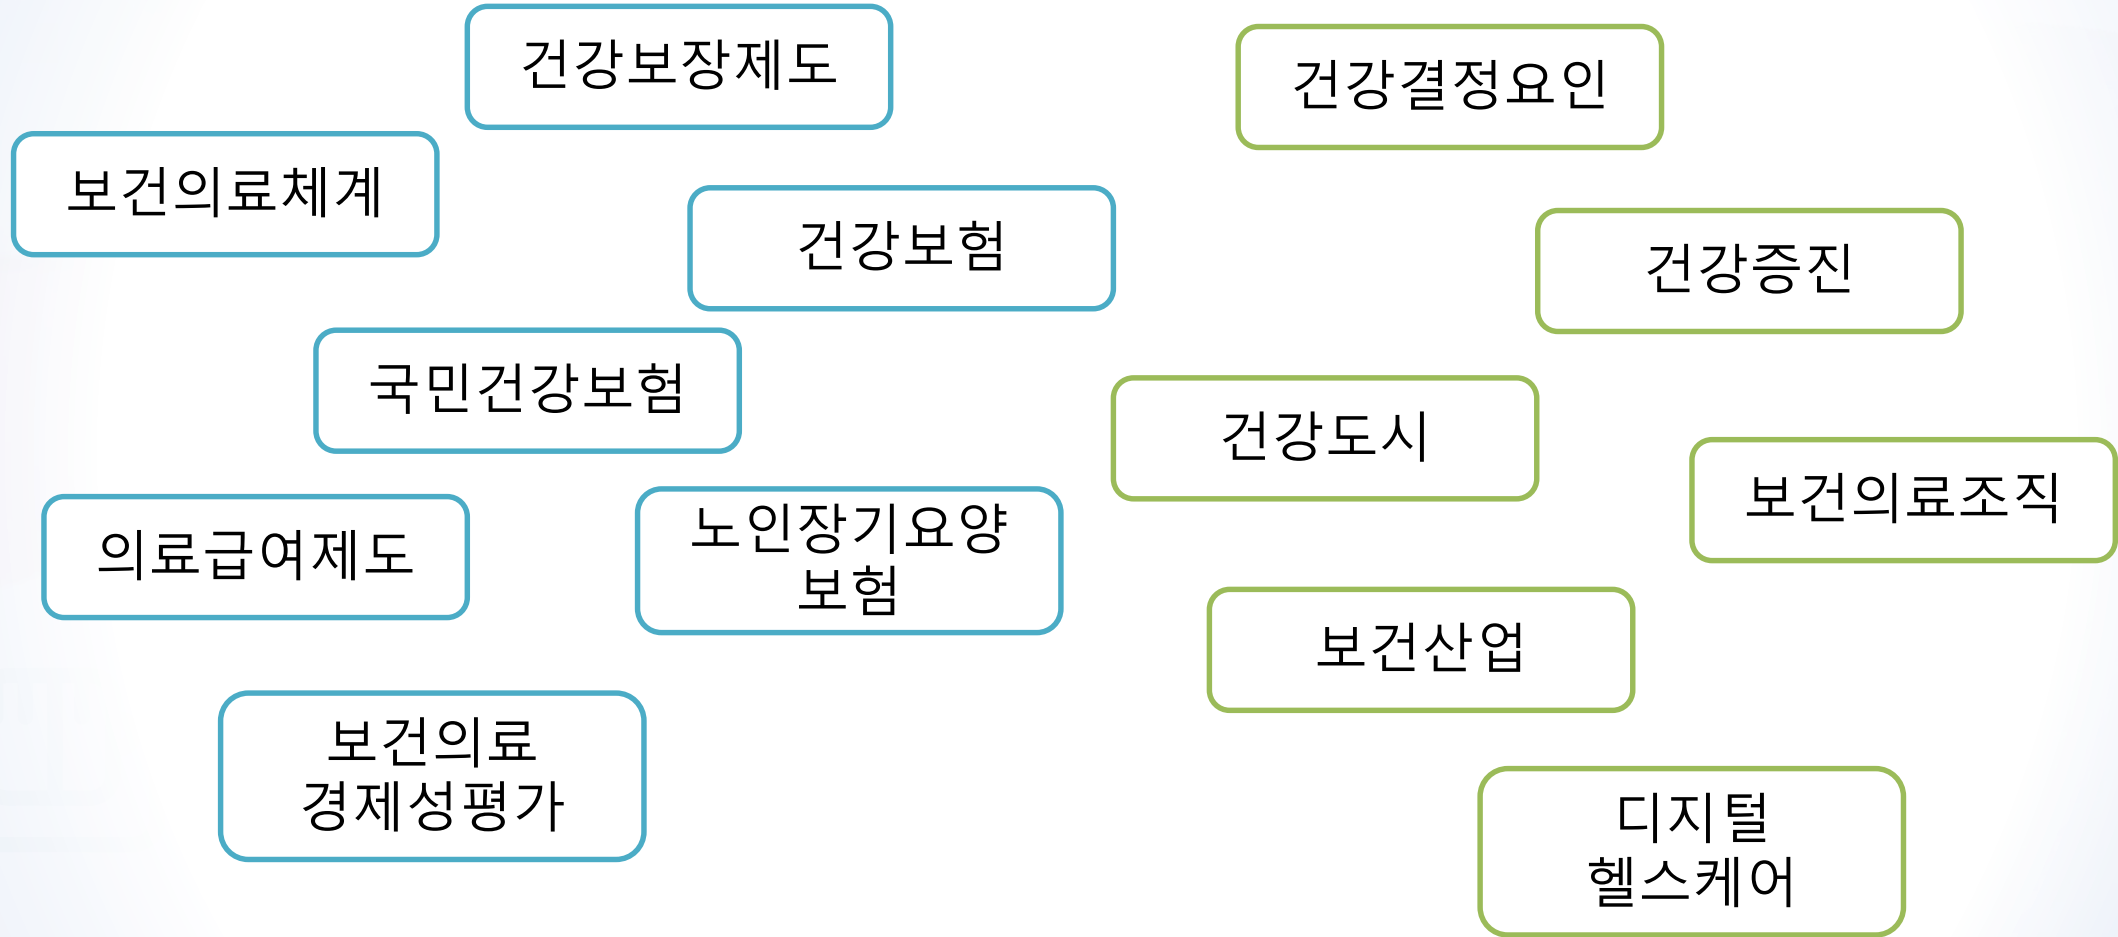 건강보장제도
보건의료체계
건강보험
국민건강보험
의료급여제도
노인장기요양
보험
보건의료
경제성평가
건강결정요인
건강증진
건강도시
보건의료조직
보건산업
디지털
헬스케어